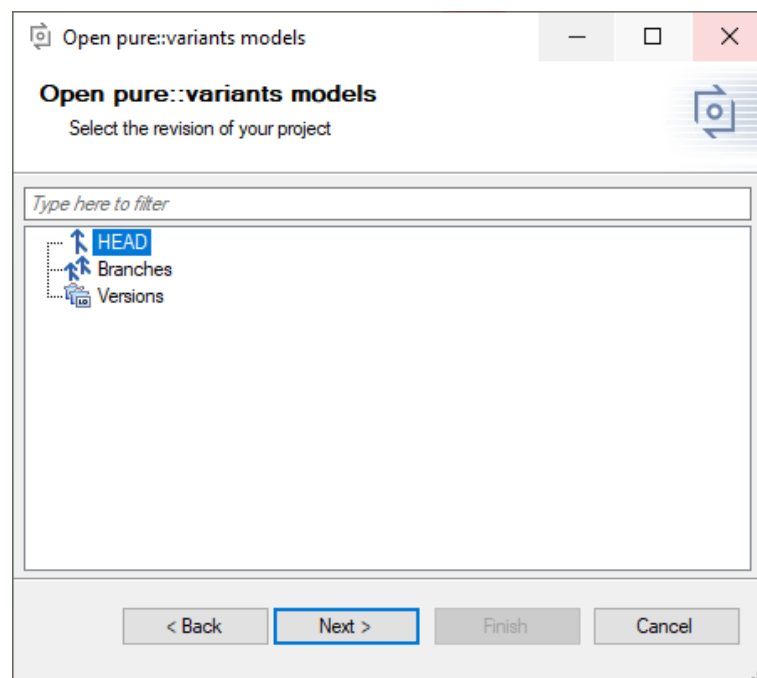 Open pure::variants models
Open pure::variants models
Select the revision of your project
Type here to filter
HEAD
Branches
Versions
< Back
Next >
Finish
Cancel